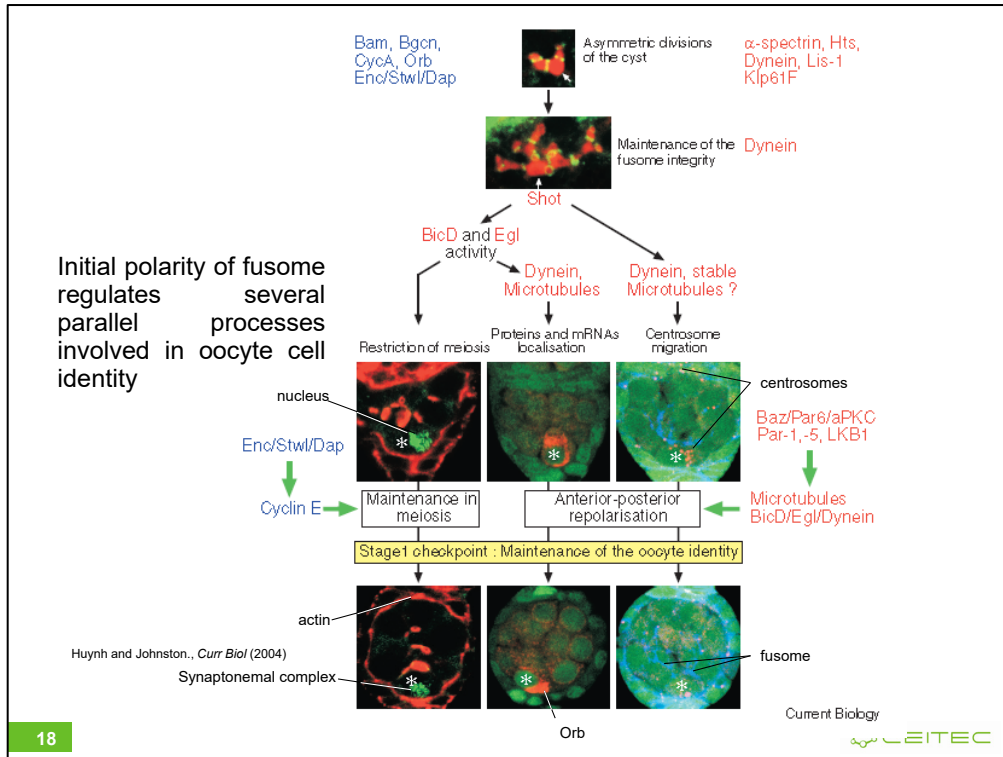 Bam, Bgcn,
CycA, Orb
Enc/Stwl/Dap
Asymmetric divisions
of the cyst
α-spectrin, Hts,
Dynein, Lis-1
Klp61F
Maintenance of the
fusome integrity
Dynein
Shot
BicD and Egl
activity
Dynein,
Microtubules
Dynein, stable
Microtubules ?
Initial polarity of fusome
regulates several
parallel processes
involved in oocyte cell
identity
Restriction of meiosis
Proteins and mRNAs
localisation
Centrosome
migration
nucleus
centrosomes
*
*
*
Enc/Stwl/Dap
Cyclin E
Baz/Par6/aPKC
Par-1,-5, LKB1
Microtubules
BicD/Egl/Dynein
Maintenance in
meiosis
Anterior-posterior
repolarisation
Stage1 checkpoint : Maintenance of the oocyte identity
actin
Huynh and Johnston., Curr Biol (2004)
Synaptonemal complex
fusome
*
*
*
Orb
Current Biology
18
CEITEC